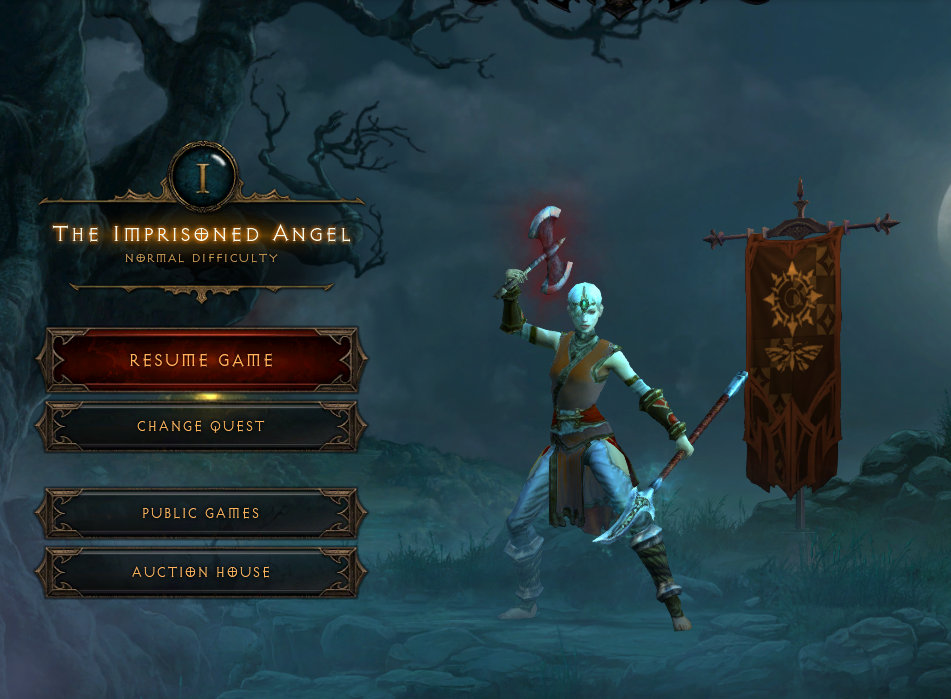 I
The Imprisoned Angel
NORMAL DIFFICULTY
RESUME GAME
CHANGE QUEST
PUBLIC GAMES
AUCTION HOUSE